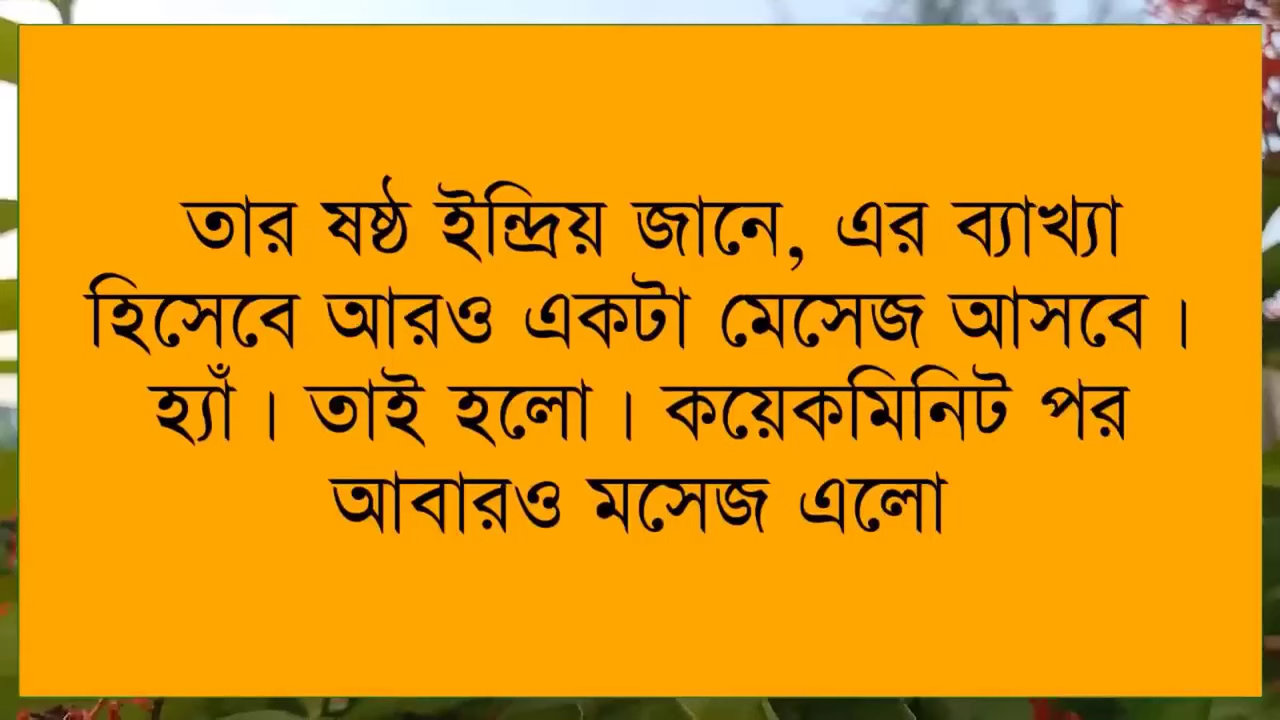 তার ষষ্ঠ ইন্দ্রিয় জানে, এর ব্যাখ্যা
হিসেবে আরও একটা মেসেজ আসবে।
হ্যাঁ। তাই হলো। কয়েকমিনিট পর
আবারও মসেজ এলো